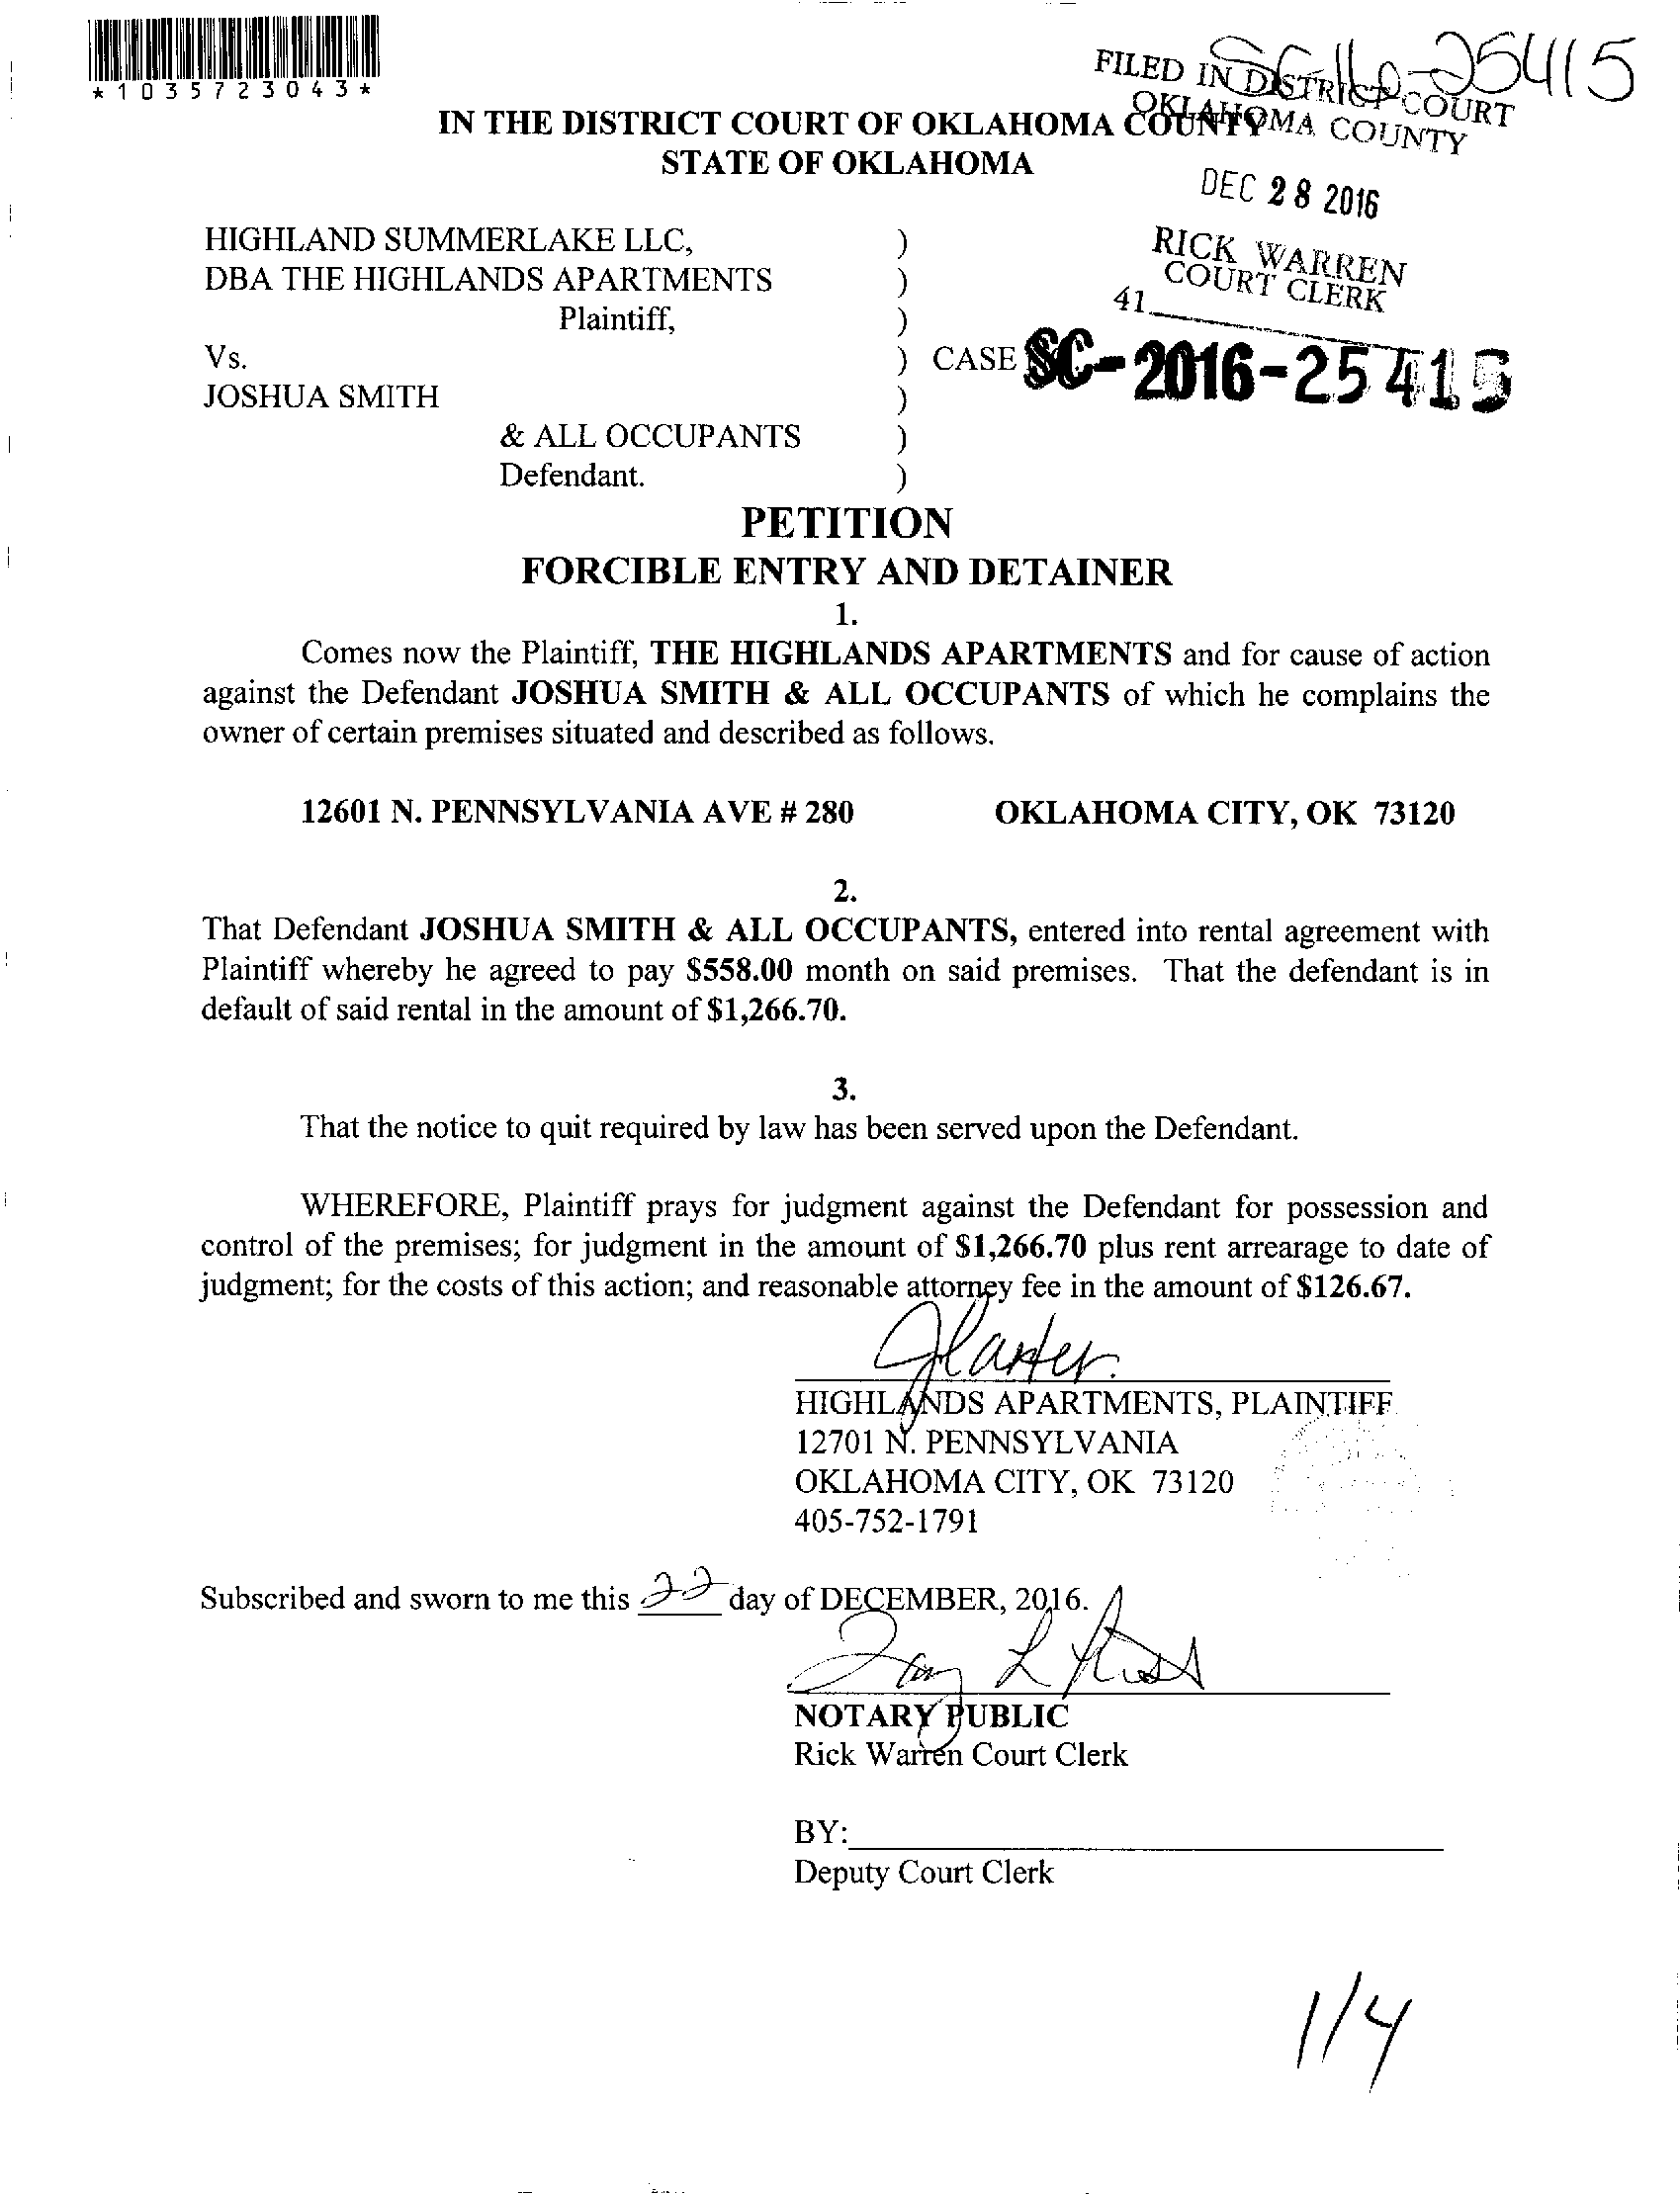 *1035723043*
SC-16-25415
FILED IN DISTRICT COURT
OKLAHOMA COUNTY
IN THE DISTRICT COURT OF OKLAHOMA COUNTY
STATE OF OKLAHOMA
DEC 28 2016
RICK WARREN
COURT CLERK
41
HIGHLAND SUMMERLAKE LLC, )
DBA THE HIGHLANDS APARTMENTS )
Plaintiff, )
Vs. ) CASE SC-2016-25415
JOSHUA SMITH )
& ALL OCCUPANTS )
Defendant. )
PETITION
FORCIBLE ENTRY AND DETAINER
1.
Comes now the Plaintiff, THE HIGHLANDS APARTMENTS and for cause of action
against the Defendant JOSHUA SMITH & ALL OCCUPANTS of which he complains the
owner of certain premises situated and described as follows.
12601 N. PENNSYLVANIA AVE # 280 OKLAHOMA CITY, OK 73120
2.
That Defendant JOSHUA SMITH & ALL OCCUPANTS, entered into rental agreement with
Plaintiff whereby he agreed to pay $558.00 month on said premises. That the defendant is in
default of said rental in the amount of $1,266.70.
3.
That the notice to quit required by law has been served upon the Defendant.
WHEREFORE, Plaintiff prays for judgment against the Defendant for possession and
control of the premises; for judgment in the amount of $1,266.70 plus rent arrearage to date of
judgment; for the costs of this action; and reasonable attorney fee in the amount of $126.67.
HIGHLANDS APARTMENTS, PLAINTIFF
12701 N. PENNSYLVANIA
OKLAHOMA CITY, OK 73120
405-752-1791
Subscribed and sworn to me this 22 day of DECEMBER, 2016.
NOTARY PUBLIC
Rick Warren Court Clerk
BY:
Deputy Court Clerk
1/4